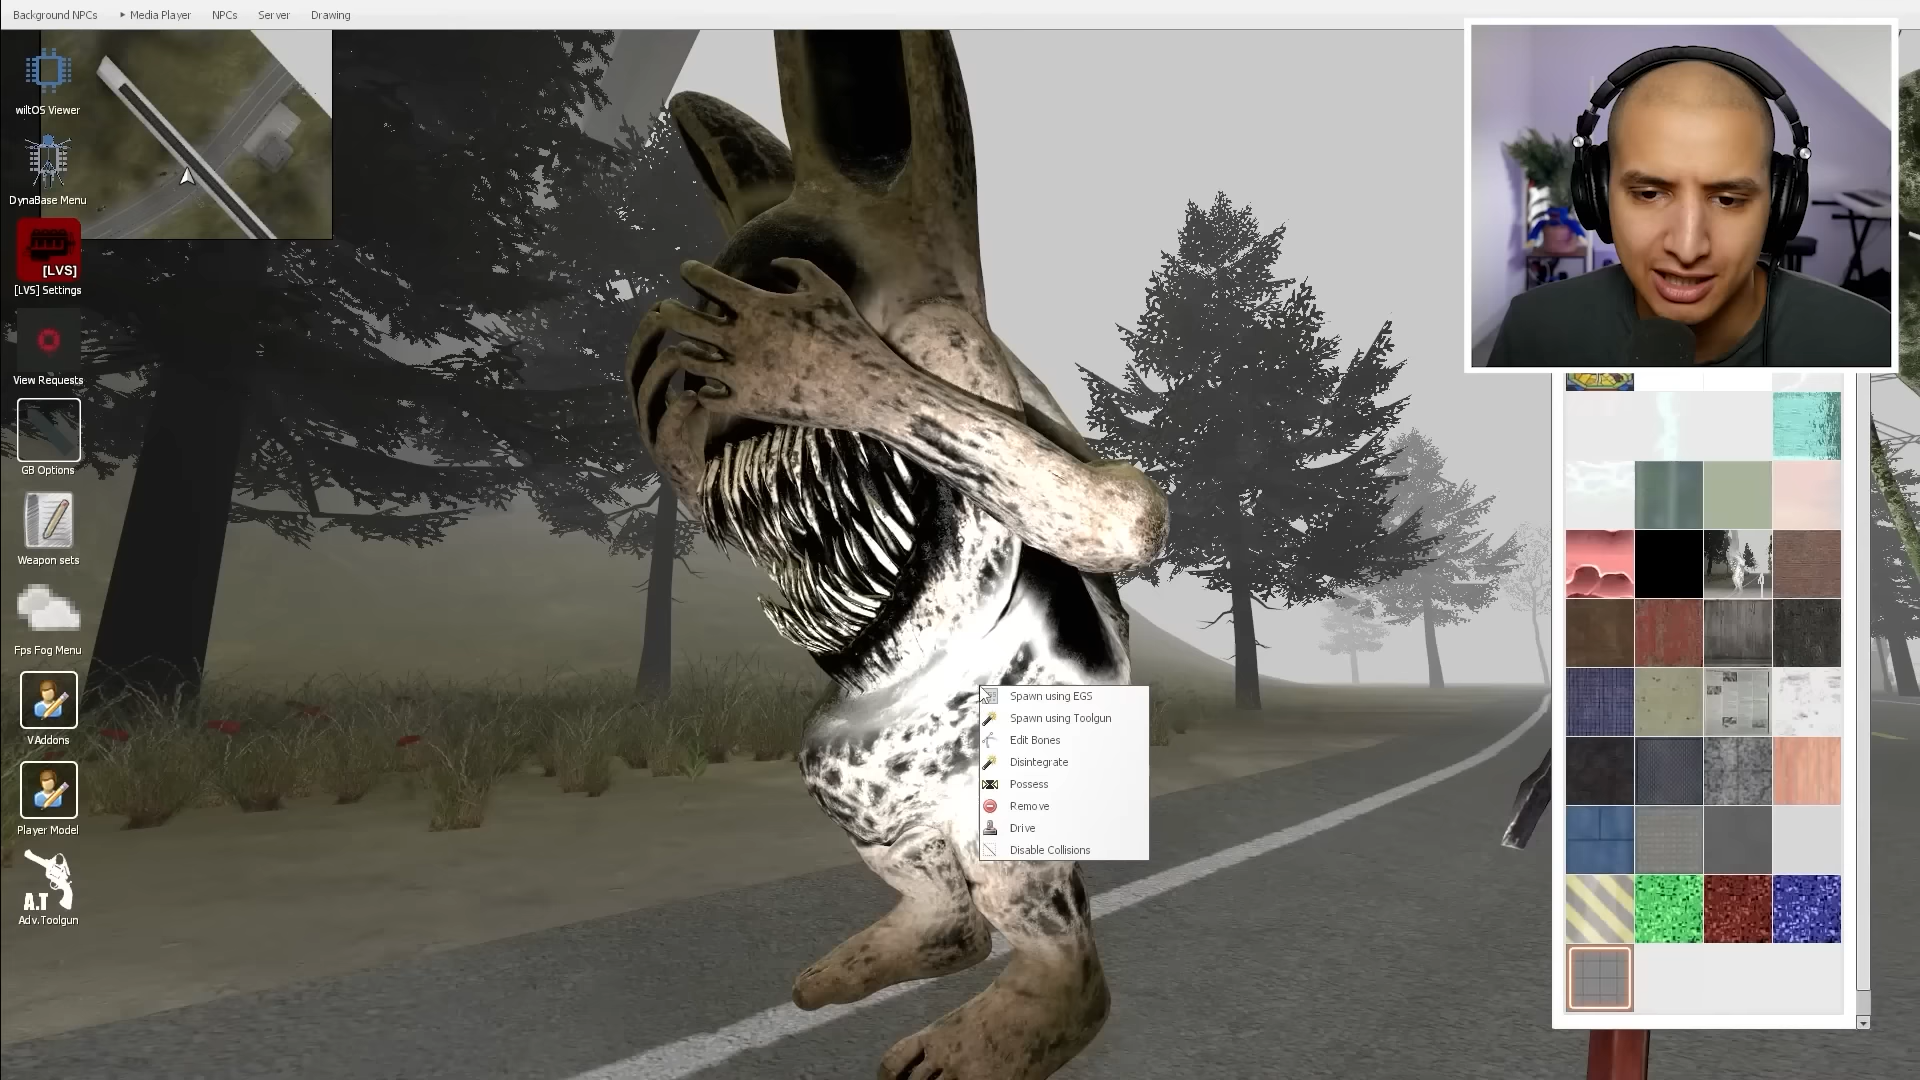 Background NPCs
Media Player
NPCs
Server
Drawing
wiltOS Viewer
DynaBase Menu
[LVS]
[LVS] Settings
View Requests
GB Options
Weapon sets
Fps Fog Menu
VAddons
Player Model
A.T
Adv.Toolgun
Spawn using EGS
Spawn using Toolgun
Edit Bones
Disintegrate
Possess
Remove
Drive
Disable Collisions